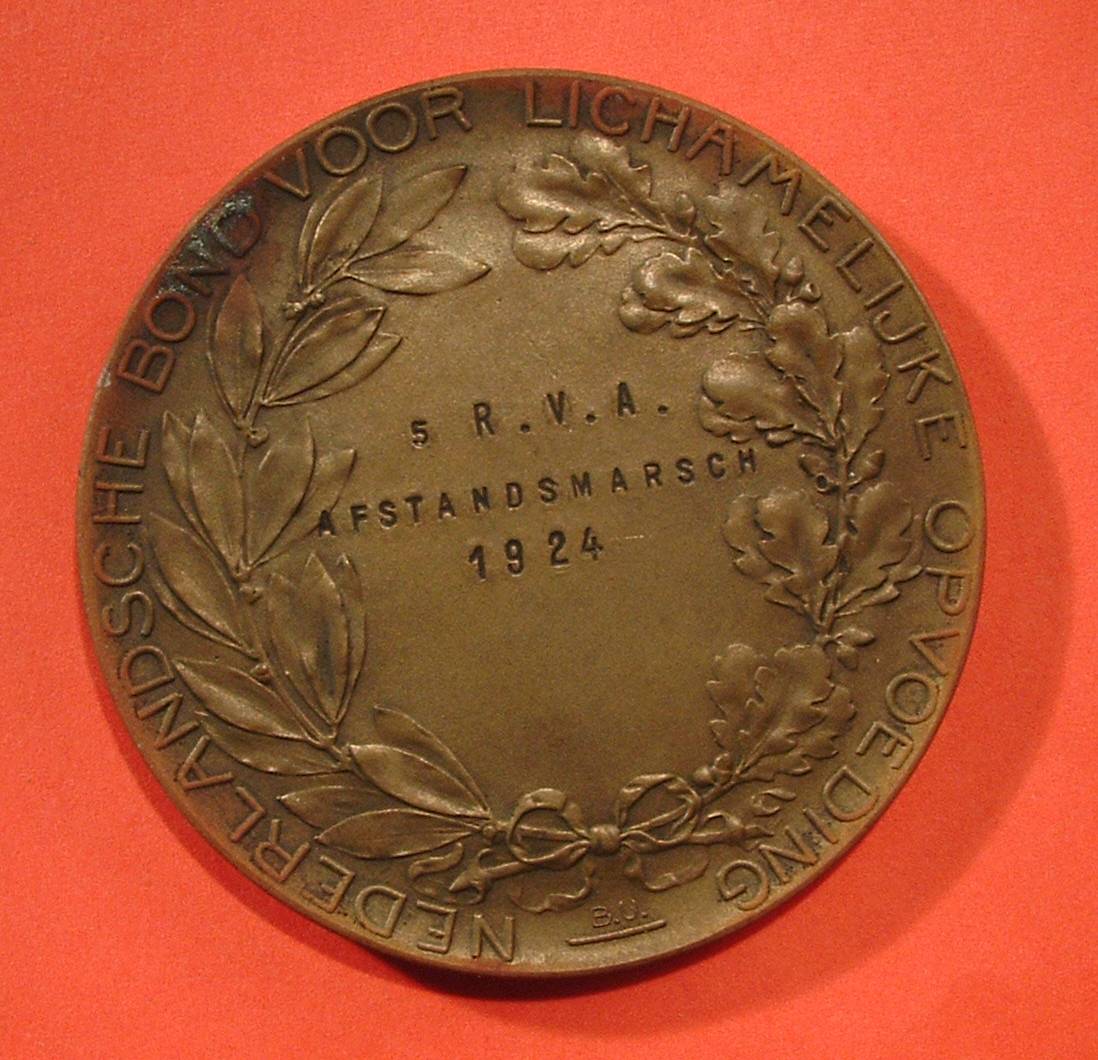 NEDERLANDSCHE BOND VOOR LICHAMELIJKE OPVOEDING
5 R.V.A.
AFSTANDSMARSCH
1924
B.U.